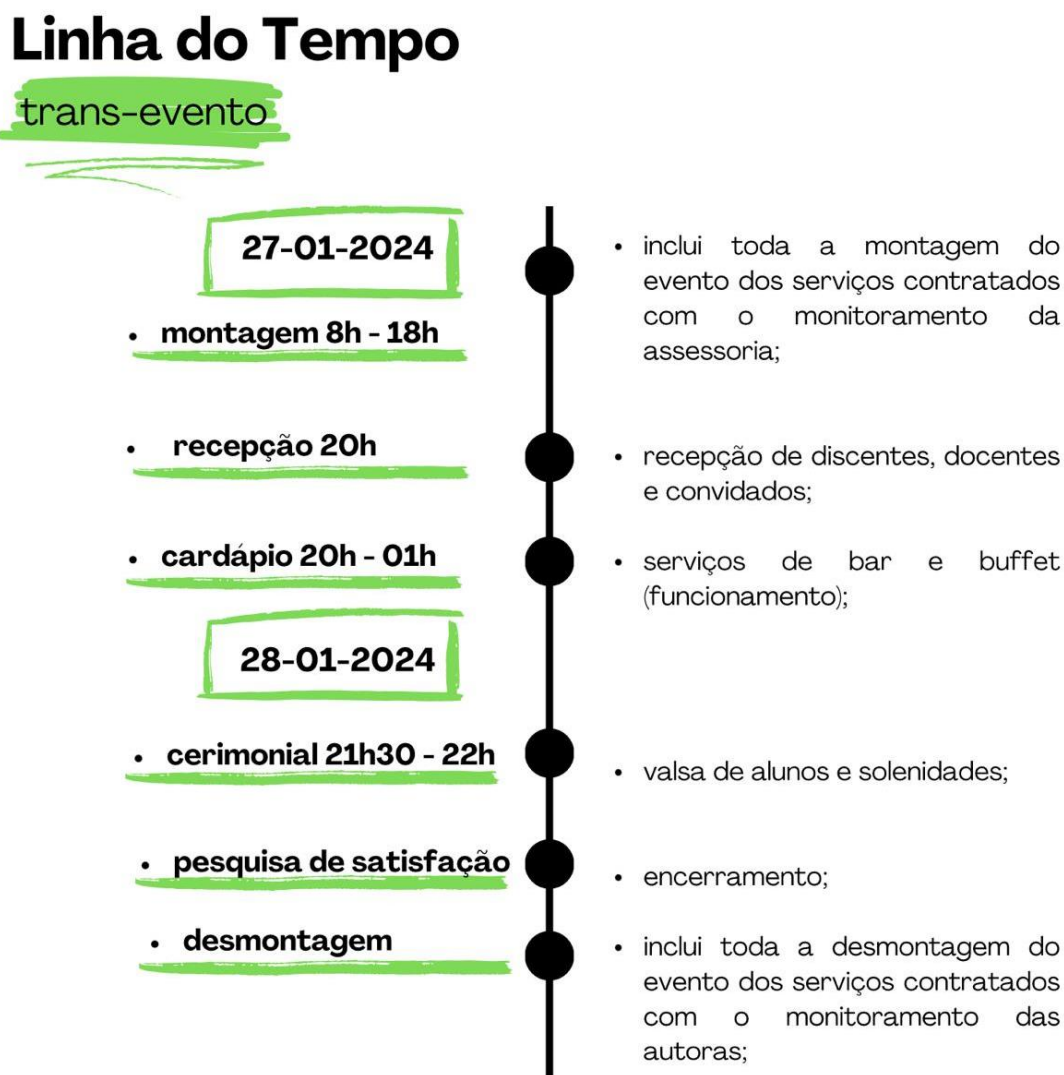 Linha do Tempo
trans-evento
27-01-2024
• montagem 8h - 18h
• inclui toda a montagem do
evento dos serviços contratados
com o monitoramento da
assessoria;
• recepção 20h
• recepção de discentes, docentes
e convidados;
• cardápio 20h - 01h
• serviços de bar e buffet
(funcionamento);
28-01-2024
• cerimonial 21h30 - 22h
• valsa de alunos e solenidades;
• pesquisa de satisfação
• encerramento;
• desmontagem
• inclui toda a desmontagem do
evento dos serviços contratados
com o monitoramento das
autoras;